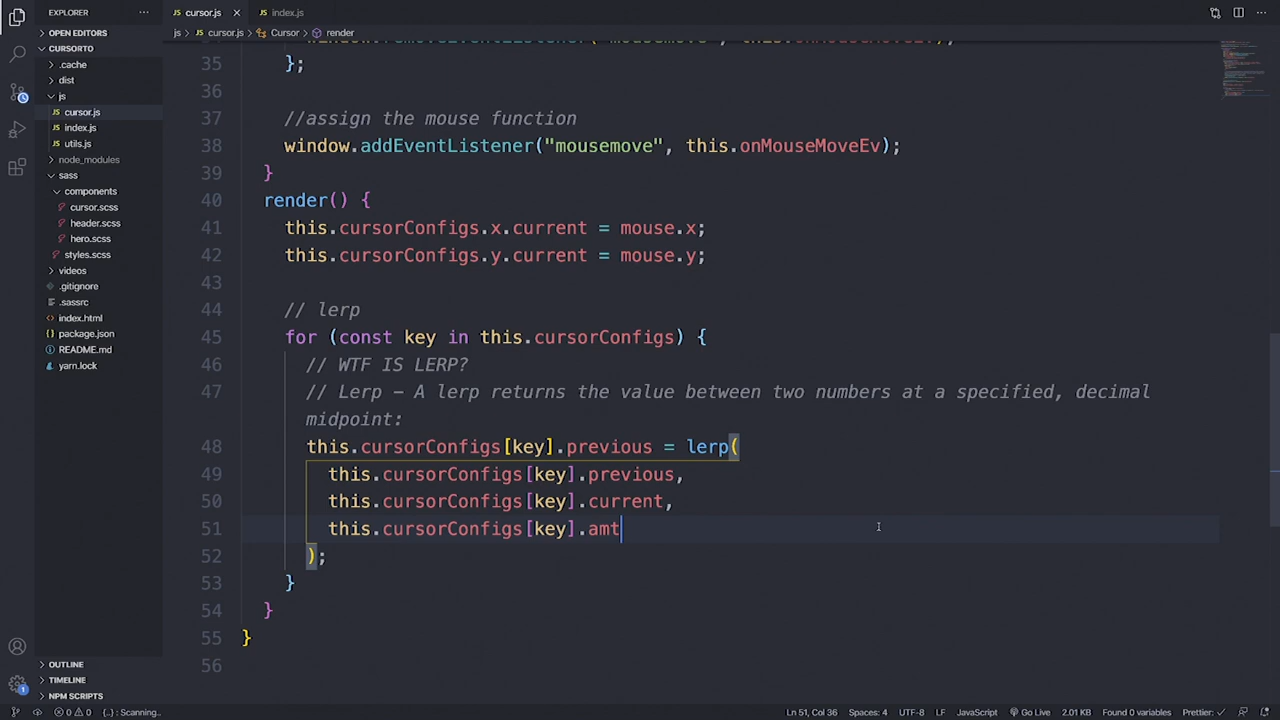 EXPLORER
cursor.js
index.js
OPEN EDITORS
js > cursor.js > Cursor > render
CURSORTO
.cache
dist
js
cursor.js
index.js
utils.js
node_modules
sass
components
cursor.scss
header.scss
hero.scss
styles.scss
videos
.gitignore
.sassrc
index.html
package.json
README.md
yarn.lock
OUTLINE
TIMELINE
NPM SCRIPTS
35 };
36
37 //assign the mouse function
38 window.addEventListener("mousemove", this.onMouseMoveEv);
39 }
40 render() {
41 this.cursorConfigs.x.current = mouse.x;
42 this.cursorConfigs.y.current = mouse.y;
43
44 // lerp
45 for (const key in this.cursorConfigs) {
46 // WTF IS LERP?
47 // Lerp - A lerp returns the value between two numbers at a specified, decimal
midpoint:
48 this.cursorConfigs[key].previous = lerp(
49 this.cursorConfigs[key].previous,
50 this.cursorConfigs[key].current,
51 this.cursorConfigs[key].amt
52 );
53 }
54 }
55 }
56
0 0 {..}: Scanning.. Ln 51, Col 36 Spaces: 4 UTF-8 LF JavaScript Go Live 2.01 KB Found 0 variables Prettier: ✓